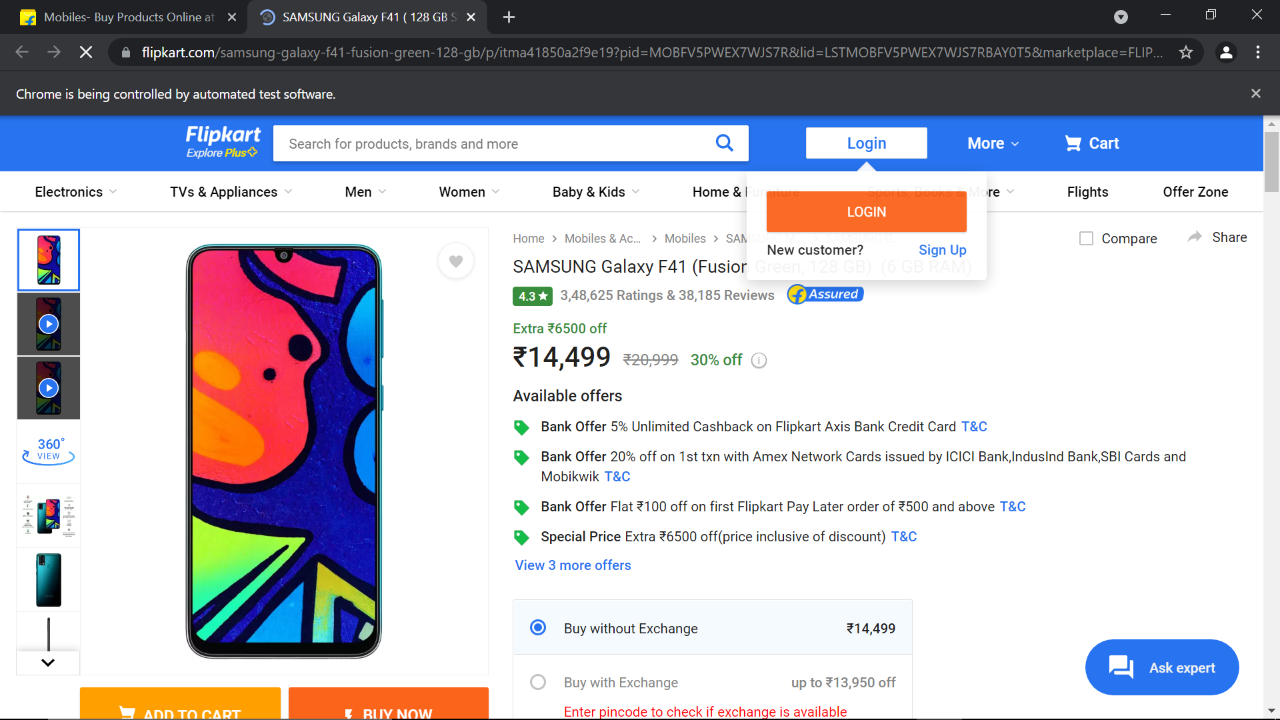 Mobiles- Buy Products Online at
SAMSUNG Galaxy F41 ( 128 GB S
flipkart.com/samsung-galaxy-f41-fusion-green-128-gb/p/itma41850a2f9e19?pid=MOBFV5PWEX7WJS7R&lid=LSTMOBFV5PWEX7WJS7RBAY0T5&marketplace=FLIP...
Chrome is being controlled by automated test software.
Flipkart
Explore Plus
Search for products, brands and more
Login
More
Cart
Electronics
TVs & Appliances
Men
Women
Baby & Kids
Home & Furniture
Sports, Books & More
Flights
Offer Zone
LOGIN
New customer?
Sign Up
Home
Mobiles & Ac...
Mobiles
SAM
Compare
Share
SAMSUNG Galaxy F41 (Fusion Green, 128 GB) (6 GB RAM)
4.3★
3,48,625 Ratings & 38,185 Reviews
Assured
Extra ₹6500 off
₹14,499 ₹20,999 30% off
Available offers
Bank Offer 5% Unlimited Cashback on Flipkart Axis Bank Credit Card T&C
Bank Offer 20% off on 1st txn with Amex Network Cards issued by ICICI Bank,IndusInd Bank,SBI Cards and
Mobikwik T&C
Bank Offer Flat ₹100 off on first Flipkart Pay Later order of ₹500 and above T&C
Special Price Extra ₹6500 off(price inclusive of discount) T&C
View 3 more offers
360°
VIEW
Buy without Exchange ₹14,499
Buy with Exchange up to ₹13,950 off
Enter pincode to check if exchange is available
Ask expert
ADD TO CART
BUY NOW